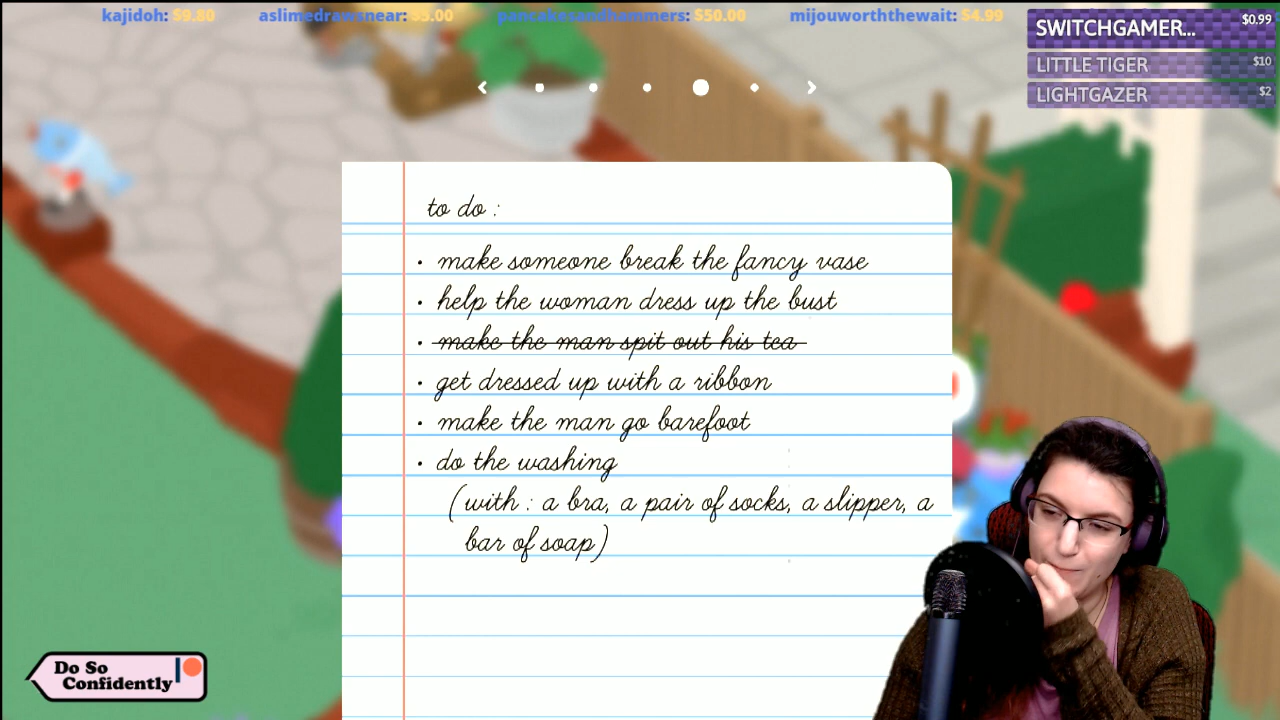 kajidoh: $9.80 aslimedrawsnear: $5.00 pancakesandhammers: $50.00 mijouworththewait: $4.99
SWITCHGAMER... $0.99
LITTLE TIGER $10
LIGHTGAZER $2
to do :
• make someone break the fancy vase
• help the woman dress up the bust
• make the man spit out his tea
• get dressed up with a ribbon
• make the man go barefoot
• do the washing
(with : a bra, a pair of socks, a slipper, a
bar of soap)
Do So
Confidently